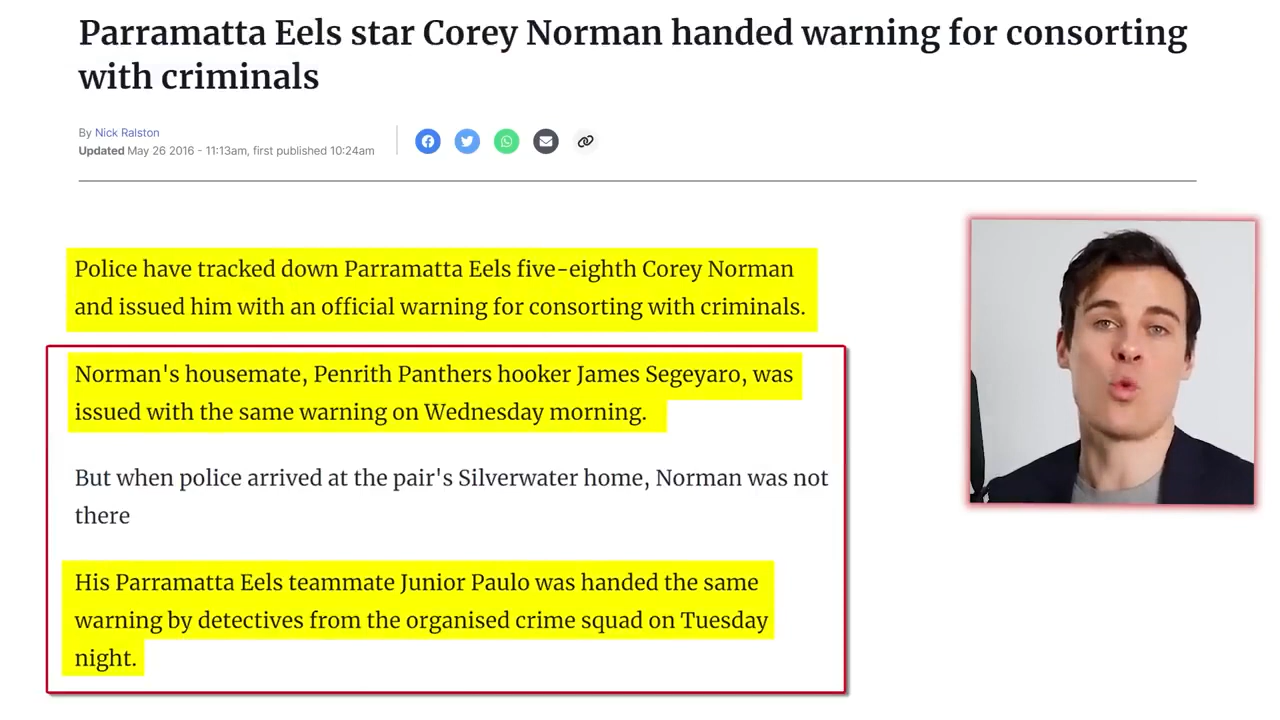 Parramatta Eels star Corey Norman handed warning for consorting
with criminals
By Nick Ralston
Updated May 26 2016 - 11:13am, first published 10:24am
Police have tracked down Parramatta Eels five-eighth Corey Norman
and issued him with an official warning for consorting with criminals.
Norman's housemate, Penrith Panthers hooker James Segeyaro, was
issued with the same warning on Wednesday morning.
But when police arrived at the pair's Silverwater home, Norman was not
there
His Parramatta Eels teammate Junior Paulo was handed the same
warning by detectives from the organised crime squad on Tuesday
night.